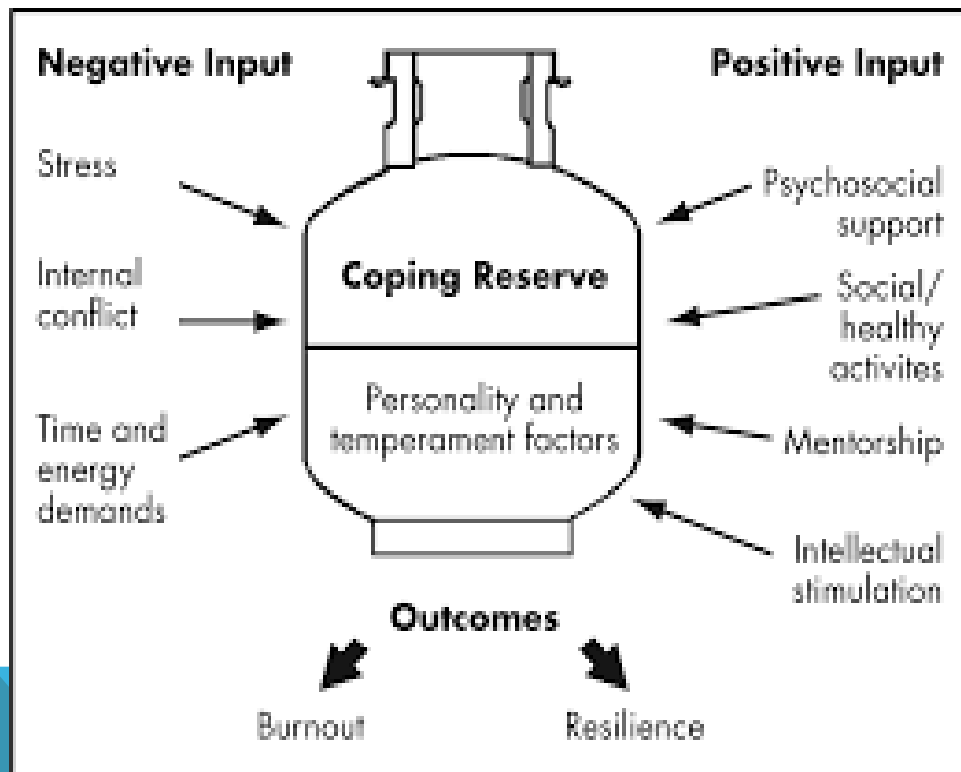 Negative Input
Positive Input
Stress
Internal
conflict
Time and
energy
demands
Coping Reserve
Personality and
temperament factors
Psychosocial
support
Social/
healthy
activites
Mentorship
Intellectual
stimulation
Outcomes
Burnout
Resilience